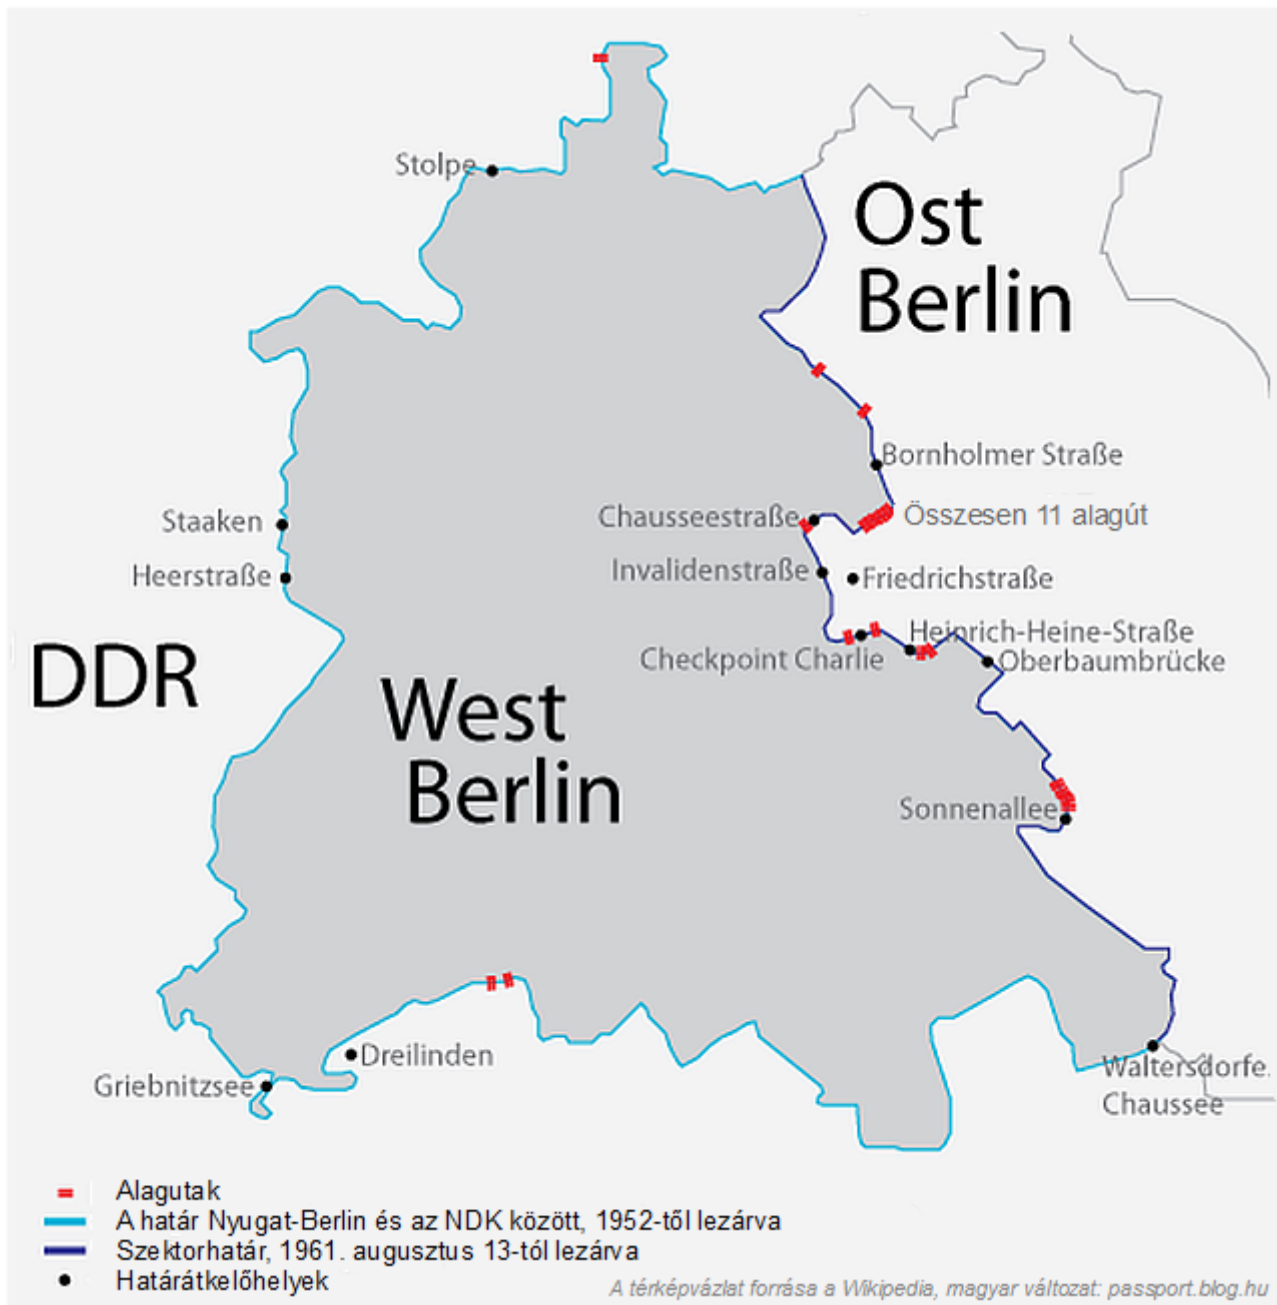 Stolpe
Ost
Berlin
Bornholmer Straße
Chausseestraße
Összesen 11 alagút
Staaken
Invalidenstraße
Friedrichstraße
Heerstraße
Heinrich-Heine-Straße
Checkpoint Charlie
Oberbaumbrücke
DDR
West
Berlin
Sonnenallee
Dreilinden
Griebnitzsee
Waltersdorfe.
Chaussee
Alagutak
A határ Nyugat-Berlin és az NDK között, 1952-től lezárva
Szektorhatár, 1961. augusztus 13-tól lezárva
Határátkelőhelyek
A térképvázlat forrása a Wikipedia, magyar változat: passport.blog.hu